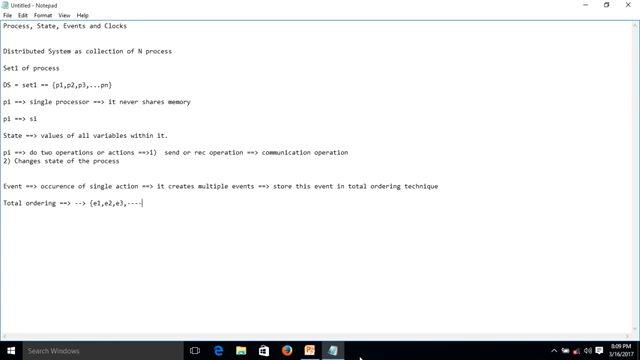 Untitled - Notepad
File Edit Format View Help
Process, State, Events and Clocks
Distributed System as collection of N process
Set1 of process
DS = set1 == {p1,p2,p3,...pn}
pi ==> single processor ==> it never shares memory
pi ==> si
State ==> values of all variables within it.
pi ==> do two operations or actions ==>1) send or rec operation ==> communication operation
2) Changes state of the process
Event ==> occurence of single action ==> it creates multiple events ==> store this event in total ordering technique
Total ordering ==> --> {e1,e2,e3,----
Search Windows
8:09 PM
3/16/2017